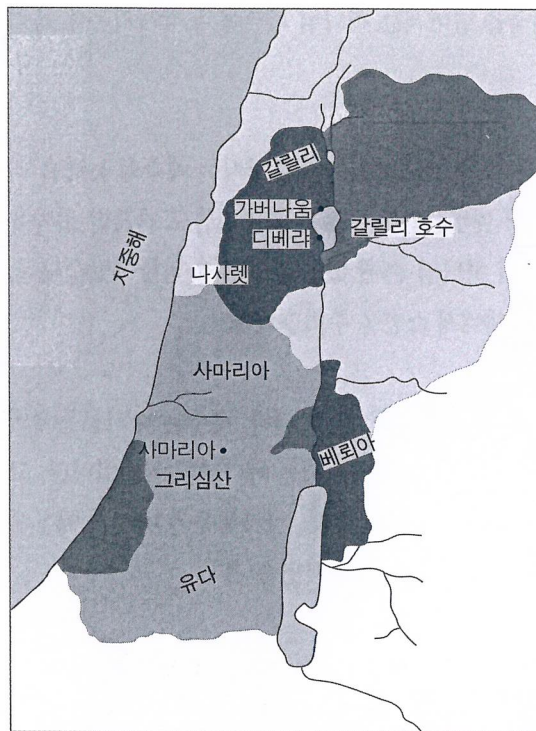 갈릴리
가버나움
디베랴
갈릴리 호수
지중해
나사렛
사마리아
사마리아
그리심산
베뢰아
유다